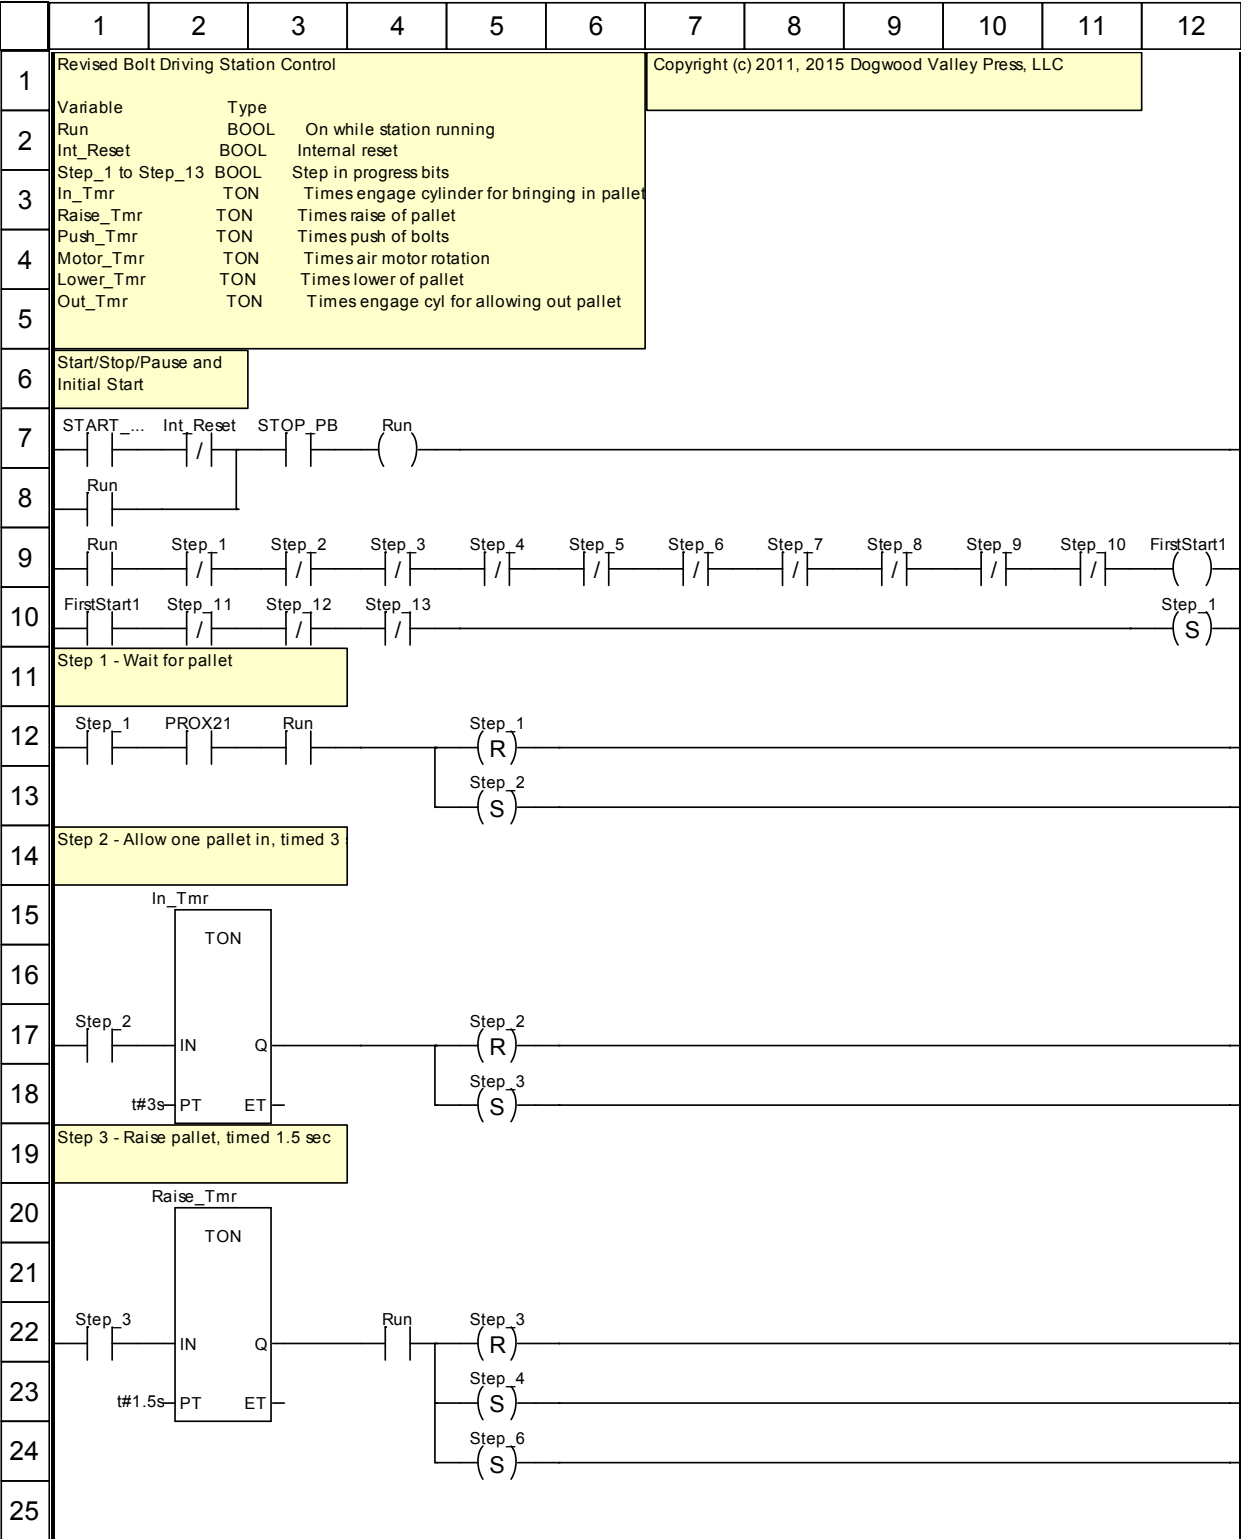 1 2 3 4 5 6 7 8 9 10 11 12
1
Revised Bolt Driving Station Control
Copyright (c) 2011, 2015 Dogwood Valley Press, LLC
Variable Type
2
Run BOOL On while station running
Int_Reset BOOL Internal reset
Step_1 to Step_13 BOOL Step in progress bits
3
In_Tmr TON Times engage cylinder for bringing in pallet
Raise_Tmr TON Times raise of pallet
Push_Tmr TON Times push of bolts
4
Motor_Tmr TON Times air motor rotation
Lower_Tmr TON Times lower of pallet
Out_Tmr TON Times engage cyl for allowing out pallet
5
6
Start/Stop/Pause and
Initial Start
7
START_... Int_Reset STOP_PB Run
/
8
Run
9
Run Step_1 Step_2 Step_3 Step_4 Step_5 Step_6 Step_7 Step_8 Step_9 Step_10 FirstStart1
/ / / / / / / / / /
10
FirstStart1 Step_11 Step_12 Step_13 Step_1
/ / / S
11
Step 1 - Wait for pallet
12
Step_1 PROX21 Run Step_1
R
13
Step_2
S
14
Step 2 - Allow one pallet in, timed 3
15
In_Tmr
TON
16
17
Step_2 Step_2
IN Q R
18
Step_3
t#3s PT ET S
19
Step 3 - Raise pallet, timed 1.5 sec
20
Raise_Tmr
TON
21
22
Step_3 Run Step_3
IN Q R
23
Step_4
t#1.5s PT ET S
24
Step_6
S
25